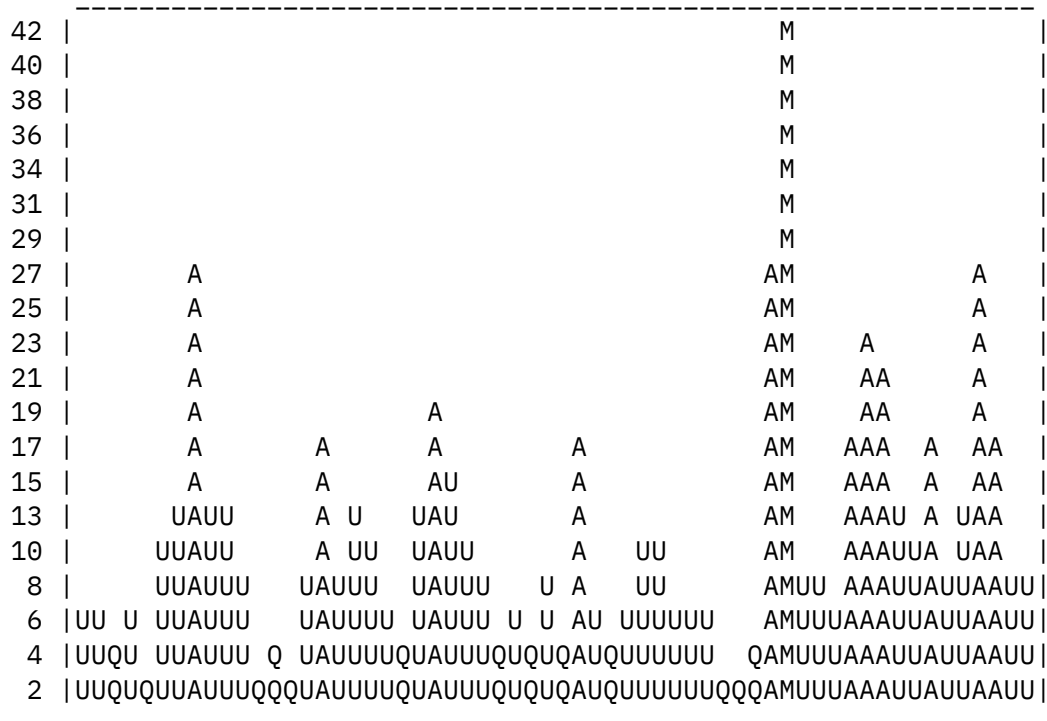 ____________________________________________________________
42 |                                            M               |
40 |                                            M               |
38 |                                            M               |
36 |                                            M               |
34 |                                            M               |
31 |                                            M               |
29 |                                            M               |
27 |       A                                   AM           A   |
25 |       A                                   AM           A   |
23 |       A                                   AM    A      A   |
21 |       A                                   AM    AA     A   |
19 |       A              A                    AM    AA     A   |
17 |       A       A      A        A           AM   AAA  A  AA  |
15 |       A       A      AU       A           AM   AAA  A  AA  |
13 |      UAUU     A U   UAU       A           AM   AAAU A UAA  |
10 |     UUAUU     A UU  UAUU      A   UU      AM   AAAUUA UAA  |
 8 |     UUAUUU   UAUUU  UAUUU   U A   UU      AMUU AAAUUAUUAAUU|
 6 |UU U UUAUUU   UAUUUU UAUUU U U AU UUUUUU   AMUUUAAAUUAUUAAUU|
 4 |UUQU UUAUUU Q UAUUUUQUAUUUQUQUQAUQUUUUUU  QAMUUUAAAUUAUUAAUU|
 2 |UUQUQUUAUUUQQQUAUUUUQUAUUUQUQUQAUQUUUUUUQQQAMUUUAAAUUAUUAAUU|